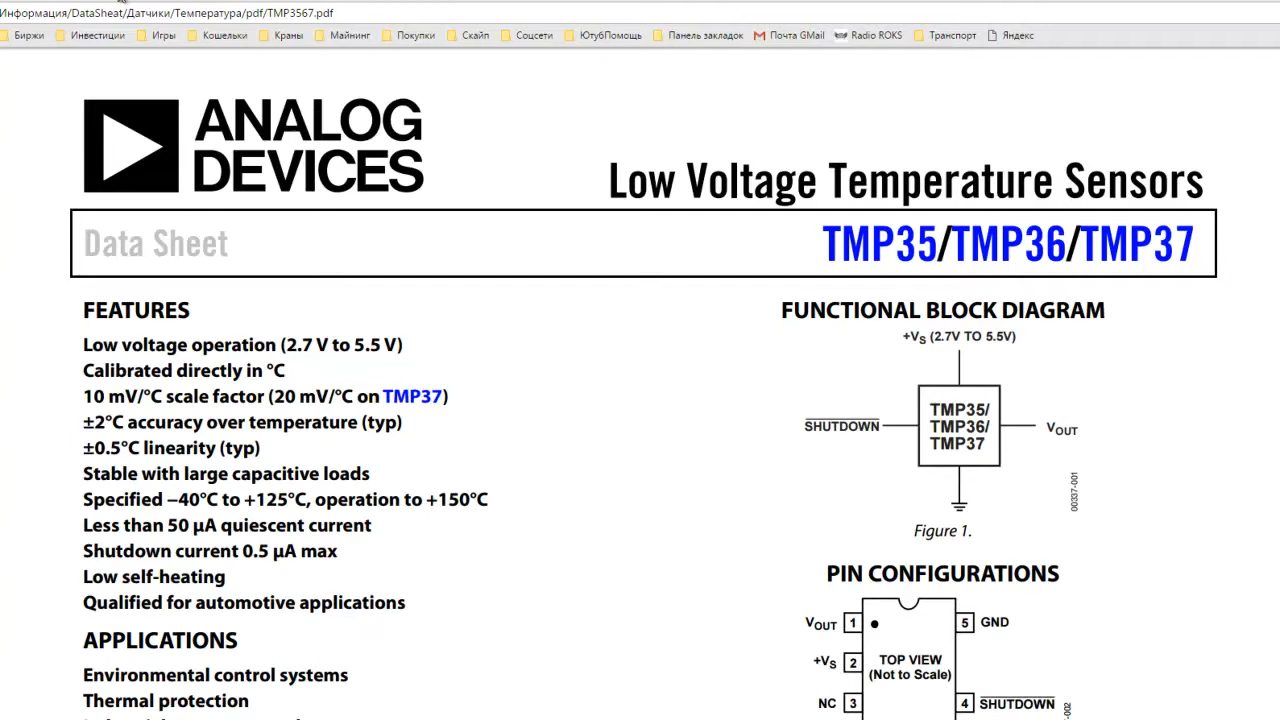 Информация/DataSheat/Датчики/Температура/pdf/TMP3567.pdf
Биржи Инвестиции Игры Кошельки Краны Майнинг Покупки Скайп Соцсети ЮтубПомощь Панель закладок Почта GMail Radio ROKS Транспорт Яндекс
ANALOG
DEVICES
Low Voltage Temperature Sensors
Data Sheet
TMP35/TMP36/TMP37
FEATURES
Low voltage operation (2.7 V to 5.5 V)
Calibrated directly in °C
10 mV/°C scale factor (20 mV/°C on TMP37)
±2°C accuracy over temperature (typ)
±0.5°C linearity (typ)
Stable with large capacitive loads
Specified −40°C to +125°C, operation to +150°C
Less than 50 μA quiescent current
Shutdown current 0.5 μA max
Low self-heating
Qualified for automotive applications
APPLICATIONS
Environmental control systems
Thermal protection
FUNCTIONAL BLOCK DIAGRAM
+VS (2.7V TO 5.5V)
SHUTDOWN
TMP35/
TMP36/
TMP37
VOUT
00337-001
Figure 1.
PIN CONFIGURATIONS
VOUT 1
5 GND
+VS 2
TOP VIEW
(Not to Scale)
NC 3
4 SHUTDOWN